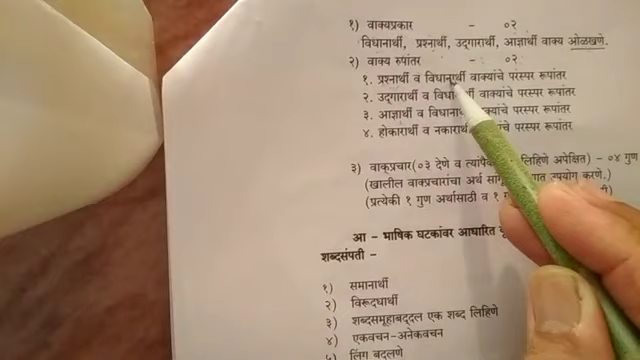 १) वाक्यप्रकार - ०२
विधानार्थी, प्रश्नार्थी, उद्‌गारार्थी, आज्ञार्थी वाक्य ओळखणे.
२) वाक्य रुपांतर - ०२
१. प्रश्नार्थी व विधानार्थी वाक्यांचे परस्पर रूपांतर
२. उद्‌गारार्थी व वाक्यांचे परस्पर रूपांतर
३. आज्ञार्थी व वाक्यांचे परस्पर रूपांतर
४. होकारार्थी व परस्पर रूपांतर
३) वाक्‌प्रचार (०३ देणे व लिहिणे अपेक्षित) - ०४ गुण
(खालील वाक्प्रचारांचा अर्थ उपयोग करणे.)
(प्रत्येकी १ गुण अर्थासाठी व १
आ - भाषिक घटकांवर आधारित
शब्दसंपती -
१) समानार्थी
२) विरूदधार्थी
३) शब्दसमूहाबद्‌दल एक शब्द लिहिणे
४) एकवचन-अनेकवचन
५) लिंग बदलणे